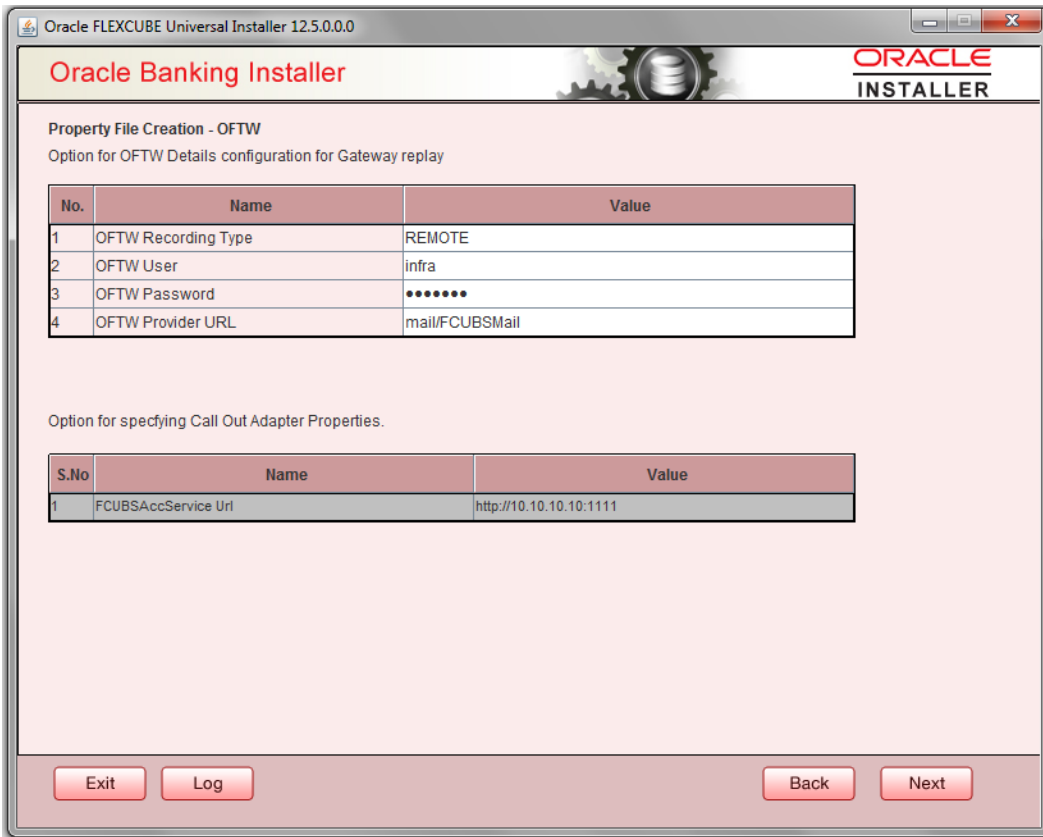 Oracle FLEXCUBE Universal Installer 12.5.0.0.0
Oracle Banking Installer
ORACLE
INSTALLER
Property File Creation - OFTW
Option for OFTW Details configuration for Gateway replay
No. Name Value
1 OFTW Recording Type REMOTE
2 OFTW User infra
3 OFTW Password •••••••
4 OFTW Provider URL mail/FCUBSMail
Option for specfying Call Out Adapter Properties.
S.No Name Value
1 FCUBSAccService Url http://10.10.10.10:1111
Exit Log Back Next